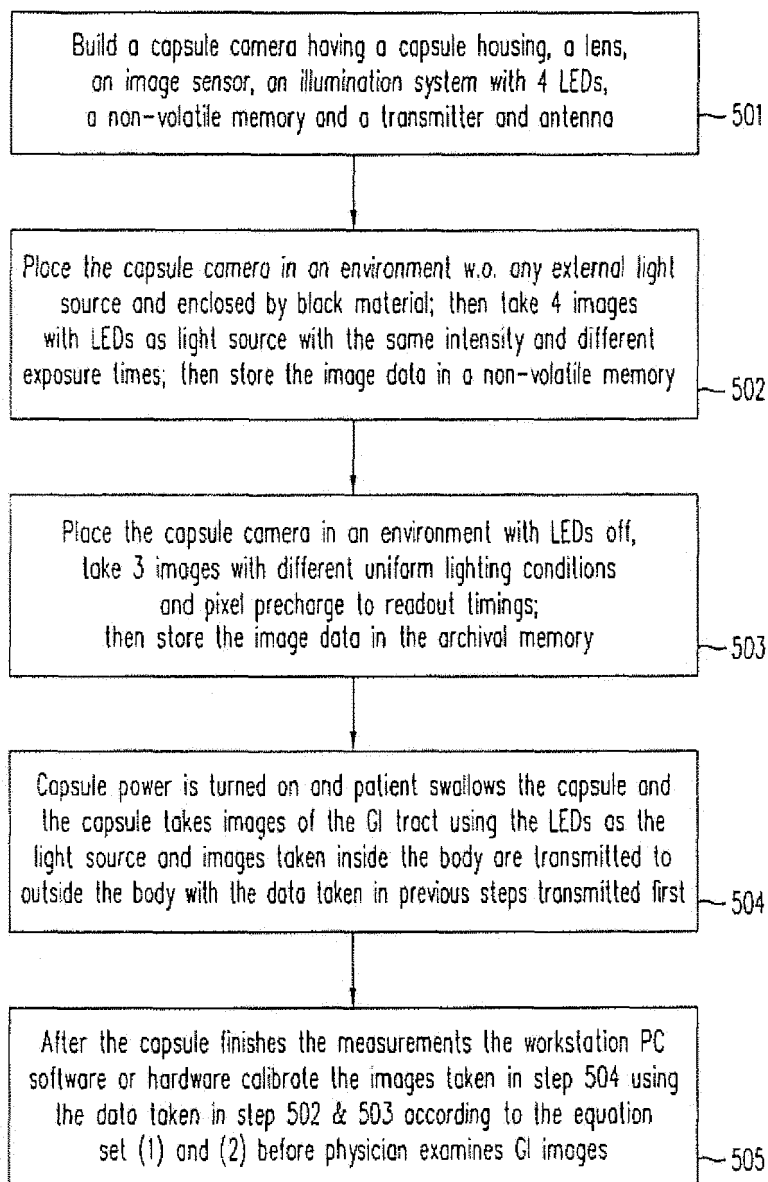 Build a capsule camera having a capsule housing, a lens,
an image sensor, an illumination system with 4 LEDs,
a non-volatile memory and a transmitter and antenna
501
Place the capsule camera in an environment w.o. any external light
source and enclosed by black material; then take 4 images
with LEDs as light source with the same intensity and different
exposure times; then store the image data in a non-volatile memory
502
Place the capsule camera in an environment with LEDs off,
take 3 images with different uniform lighting conditions
and pixel precharge to readout timings;
then store the image data in the archival memory
503
Capsule power is turned on and patient swallows the capsule and
the capsule takes images of the GI tract using the LEDs as the
light source and images taken inside the body are transmitted to
outside the body with the data taken in previous steps transmitted first
504
After the capsule finishes the measurements the workstation PC
software or hardware calibrate the images taken in step 504 using
the data taken in step 502 & 503 according to the equation
set (1) and (2) before physician examines GI images
505